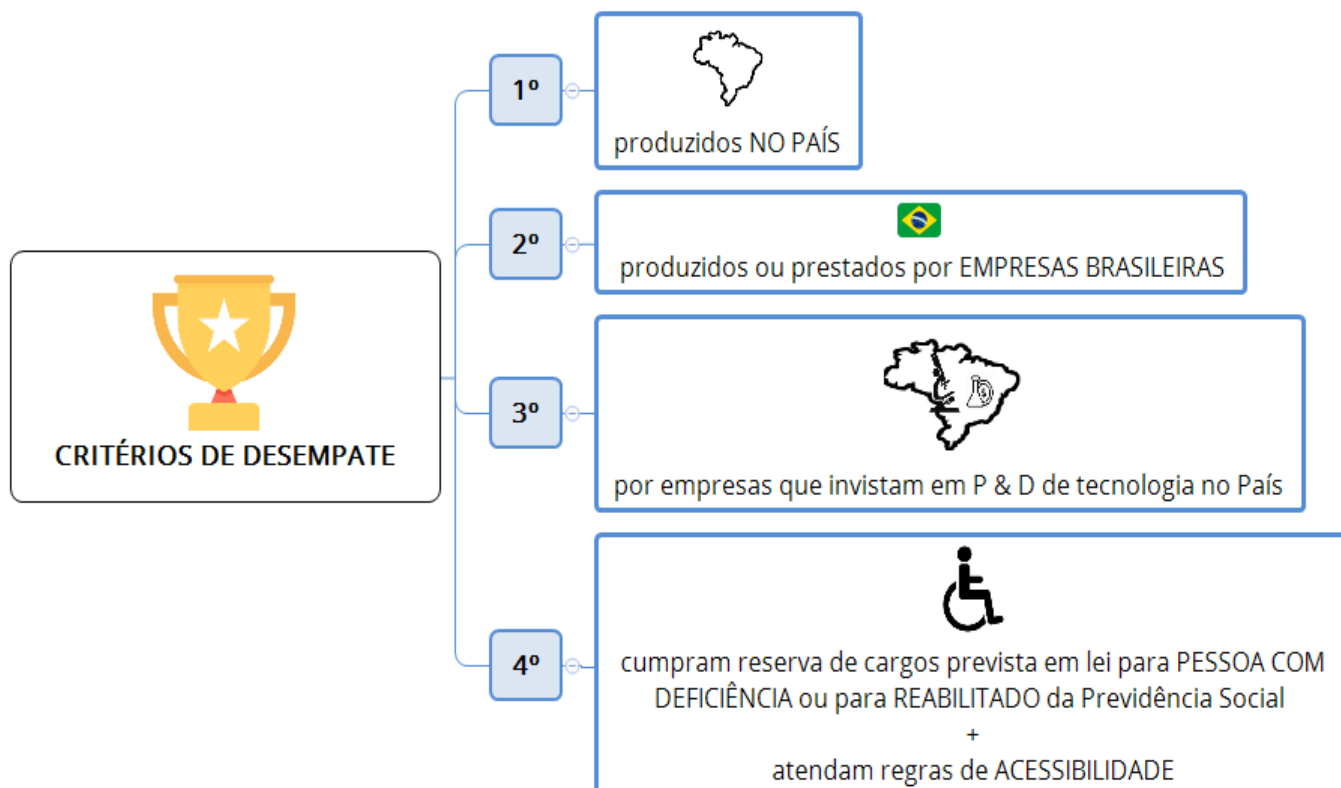 CRITÉRIOS DE DESEMPATE
1º
produzidos NO PAÍS
2º
produzidos ou prestados por EMPRESAS BRASILEIRAS
3º
por empresas que invistam em P & D de tecnologia no País
4º
cumpram reserva de cargos prevista em lei para PESSOA COM
DEFICIÊNCIA ou para REABILITADO da Previdência Social
+
atendam regras de ACESSIBILIDADE